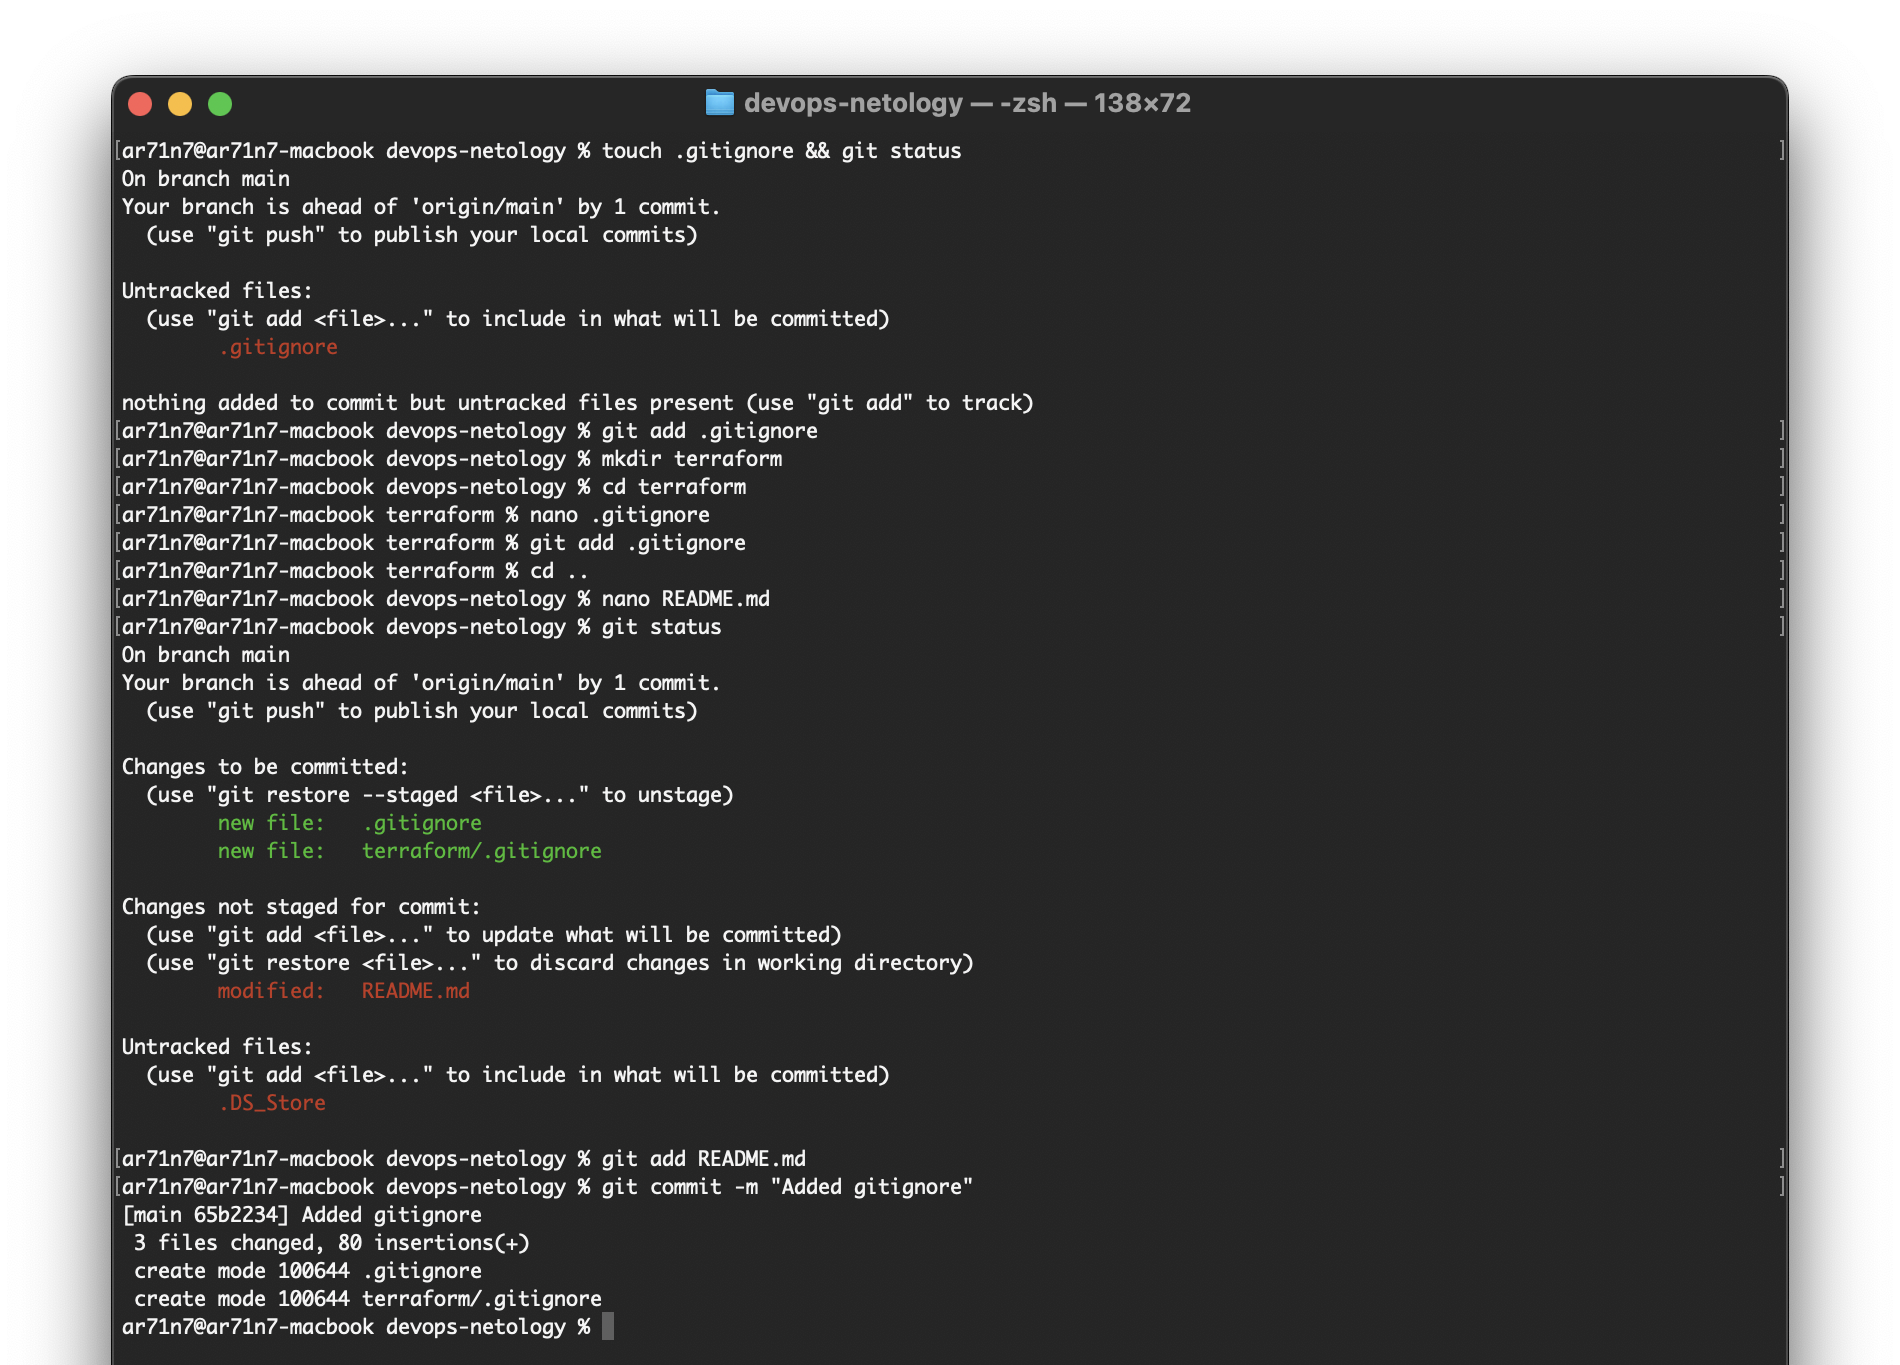 devops-netology — -zsh — 138×72
[ar71n7@ar71n7-macbook devops-netology % touch .gitignore && git status ]
On branch main
Your branch is ahead of 'origin/main' by 1 commit.
  (use "git push" to publish your local commits)

Untracked files:
  (use "git add <file>..." to include in what will be committed)
        .gitignore

nothing added to commit but untracked files present (use "git add" to track)
[ar71n7@ar71n7-macbook devops-netology % git add .gitignore ]
[ar71n7@ar71n7-macbook devops-netology % mkdir terraform ]
[ar71n7@ar71n7-macbook devops-netology % cd terraform ]
[ar71n7@ar71n7-macbook terraform % nano .gitignore ]
[ar71n7@ar71n7-macbook terraform % git add .gitignore ]
[ar71n7@ar71n7-macbook terraform % cd .. ]
[ar71n7@ar71n7-macbook devops-netology % nano README.md ]
[ar71n7@ar71n7-macbook devops-netology % git status ]
On branch main
Your branch is ahead of 'origin/main' by 1 commit.
  (use "git push" to publish your local commits)

Changes to be committed:
  (use "git restore --staged <file>..." to unstage)
        new file:   .gitignore
        new file:   terraform/.gitignore

Changes not staged for commit:
  (use "git add <file>..." to update what will be committed)
  (use "git restore <file>..." to discard changes in working directory)
        modified:   README.md

Untracked files:
  (use "git add <file>..." to include in what will be committed)
        .DS_Store

[ar71n7@ar71n7-macbook devops-netology % git add README.md ]
[ar71n7@ar71n7-macbook devops-netology % git commit -m "Added gitignore" ]
[main 65b2234] Added gitignore
 3 files changed, 80 insertions(+)
 create mode 100644 .gitignore
 create mode 100644 terraform/.gitignore
ar71n7@ar71n7-macbook devops-netology %